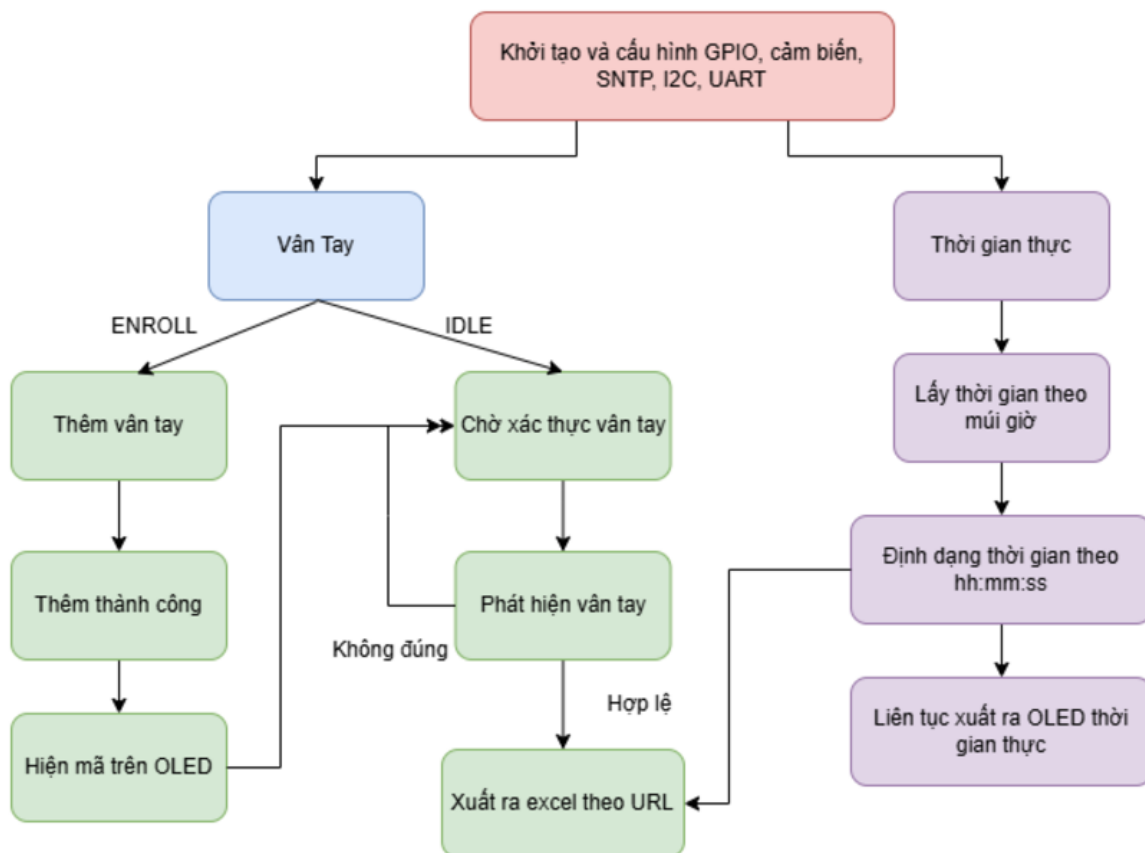 Khởi tạo và cấu hình GPIO, cảm biến,
SNTP, I2C, UART
Vân Tay
Thời gian thực
ENROLL
IDLE
Lấy thời gian theo
múi giờ
Thêm vân tay
Chờ xác thực vân tay
Định dạng thời gian theo
hh:mm:ss
Thêm thành công
Phát hiện vân tay
Không đúng
Hợp lệ
Liên tục xuất ra OLED thời
gian thực
Hiện mã trên OLED
Xuất ra excel theo URL